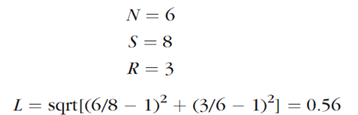 N = 6
S = 8
R = 3
L = sqrt[(6/8 − 1)² + (3/6 − 1)²] = 0.56